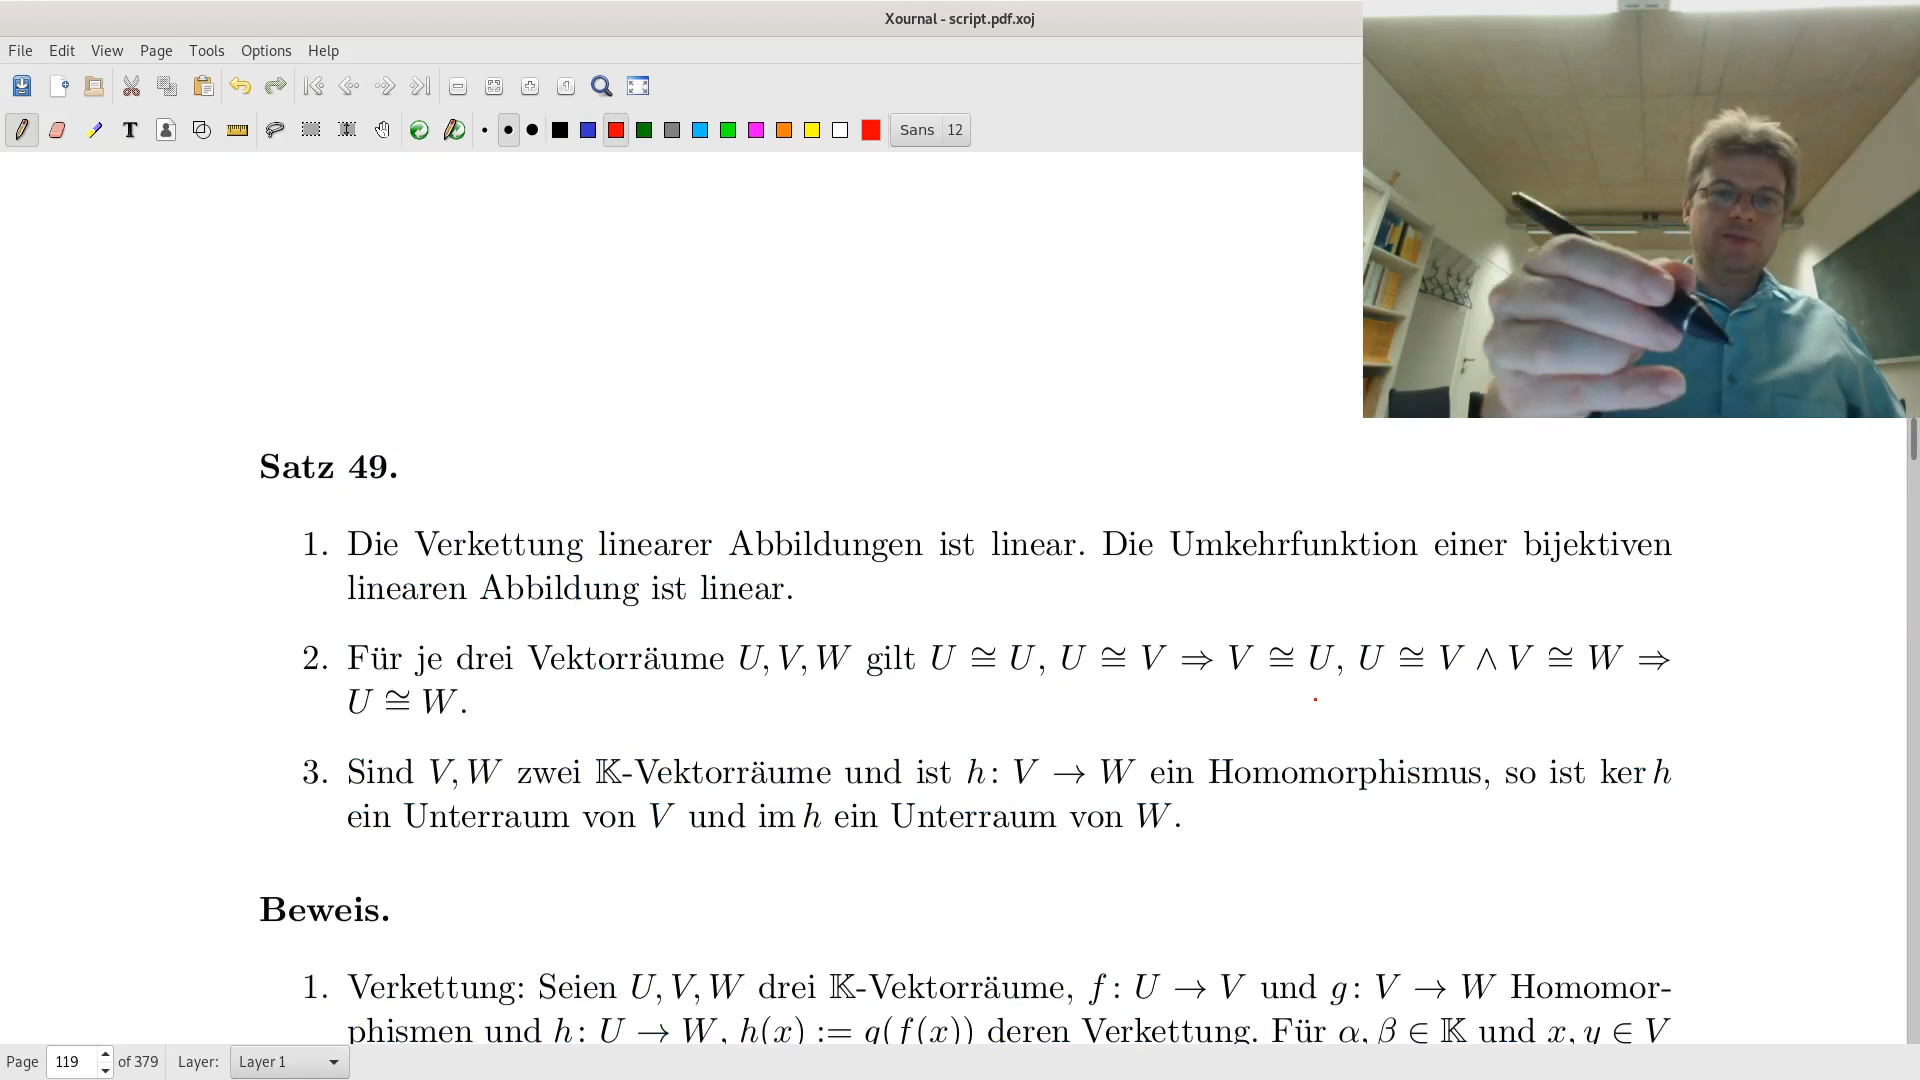 Xournal - script.pdf.xoj
File Edit View Page Tools Options Help
Sans 12
Satz 49.
1. Die Verkettung linearer Abbildungen ist linear. Die Umkehrfunktion einer bijektiven
linearen Abbildung ist linear.
2. Für je drei Vektorräume U, V, W gilt U ≅ U, U ≅ V ⇒ V ≅ U, U ≅ V ∧ V ≅ W ⇒
U ≅ W.
3. Sind V, W zwei 𝕂-Vektorräume und ist h: V → W ein Homomorphismus, so ist ker h
ein Unterraum von V und im h ein Unterraum von W.
Beweis.
1. Verkettung: Seien U, V, W drei 𝕂-Vektorräume, f: U → V und g: V → W Homomor-
phismen und h: U → W, h(x) := g(f(x)) deren Verkettung. Für α, β ∈ 𝕂 und x, y ∈ V
Page 119 of 379 Layer: Layer 1